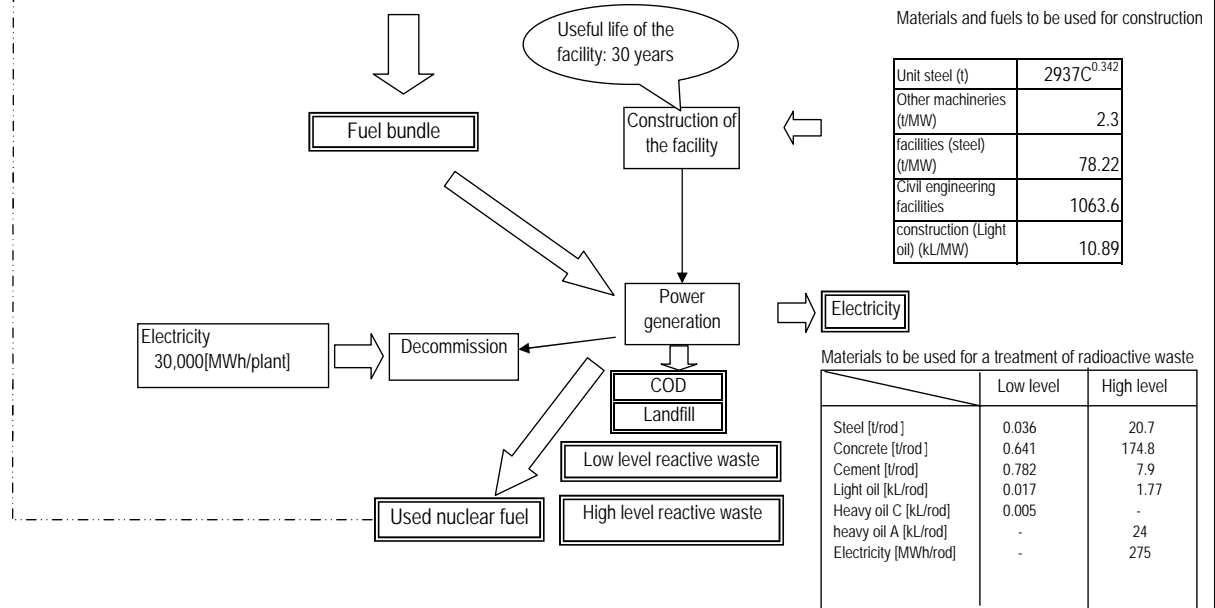 Useful life of the
facility: 30 years
Materials and fuels to be used for construction
Unit steel (t) 2937C^0.342
Other machineries
(t/MW) 2.3
facilities (steel)
(t/MW) 78.22
Civil engineering
facilities 1063.6
construction (Light
oil) (kL/MW) 10.89
Fuel bundle
Construction of
the facility
Power
generation
Electricity
Electricity
30,000[MWh/plant]
Decommission
COD
Landfill
Low level reactive waste
High level reactive waste
Used nuclear fuel
Materials to be used for a treatment of radioactive waste
Low level High level
Steel [t/rod] 0.036 20.7
Concrete [t/rod] 0.641 174.8
Cement [t/rod] 0.782 7.9
Light oil [kL/rod] 0.017 1.77
Heavy oil C [kL/rod] 0.005 -
heavy oil A [kL/rod] - 24
Electricity [MWh/rod] - 275